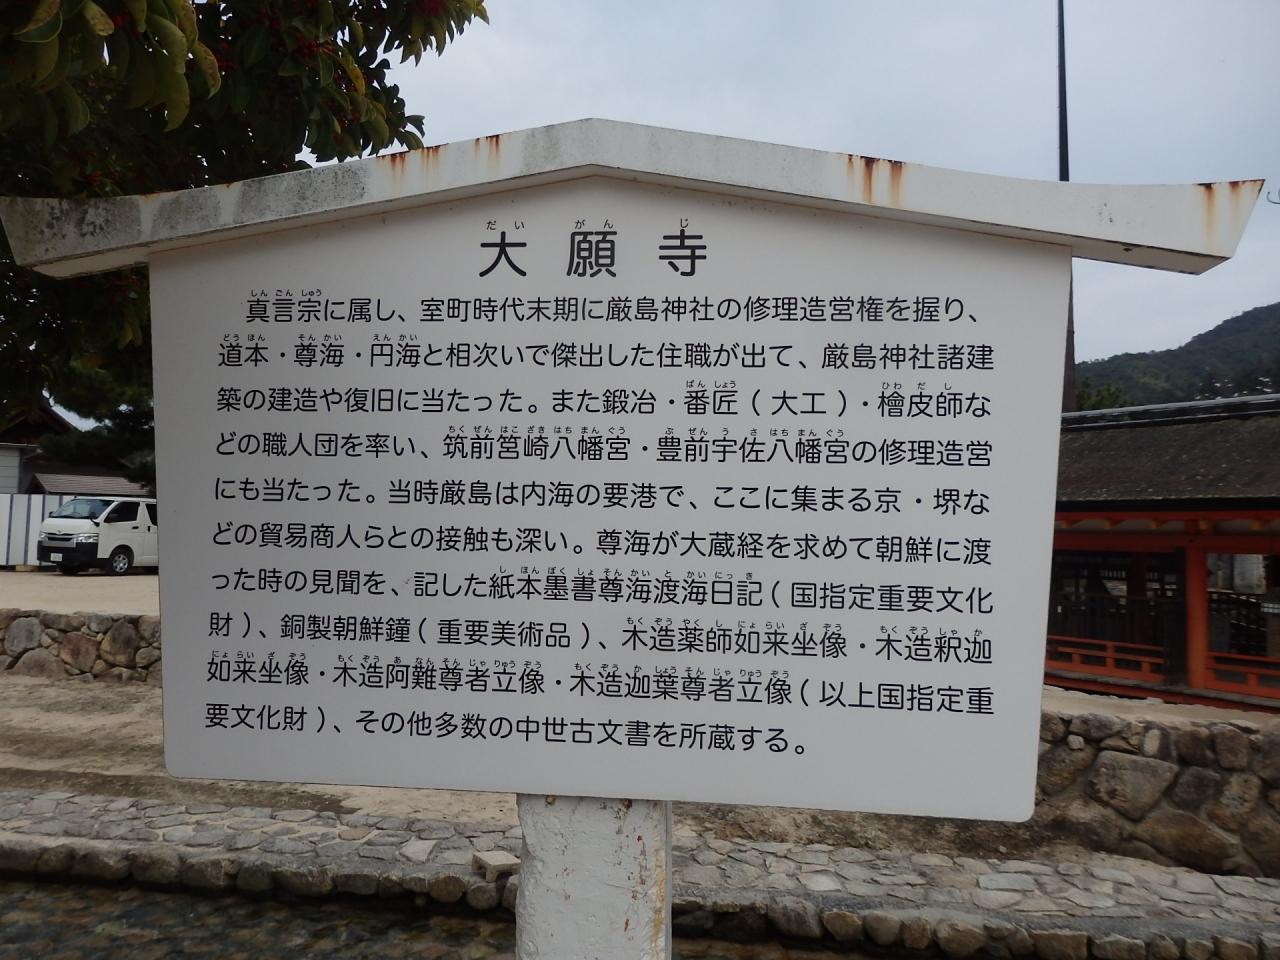 大願寺
真言宗に属し、室町時代末期に厳島神社の修理造営権を握り、
道本・尊海・円海と相次いで傑出した住職が出て、厳島神社諸建
築の建造や復旧に当たった。また鍛冶・番匠（大工）・檜皮師な
どの職人団を率い、筑前筥崎八幡宮・豊前宇佐八幡宮の修理造営
にも当たった。当時厳島は内海の要港で、ここに集まる京・堺な
どの貿易商人らとの接触も深い。尊海が大蔵経を求めて朝鮮に渡
った時の見聞を、記した紙本墨書尊海渡海日記（国指定重要文化
財）、銅製朝鮮鐘（重要美術品）、木造薬師如来坐像・木造釈迦
如来坐像・木造阿難尊者立像・木造迦葉尊者立像（以上国指定重
要文化財）、その他多数の中世古文書を所蔵する。